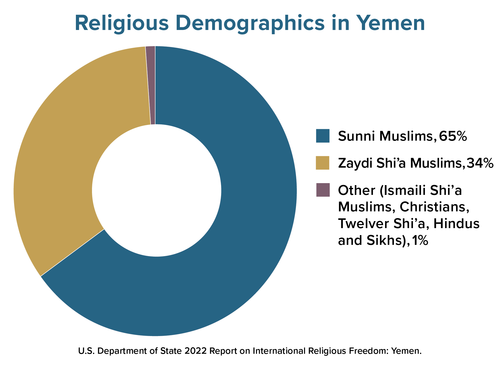 Religious Demographics in Yemen
Sunni Muslims, 65%
Zaydi Shi'a Muslims, 34%
Other (Ismaili Shi'a
Muslims, Christians,
Twelver Shi'a, Hindus
and Sikhs), 1%
U.S. Department of State 2022 Report on International Religious Freedom: Yemen.